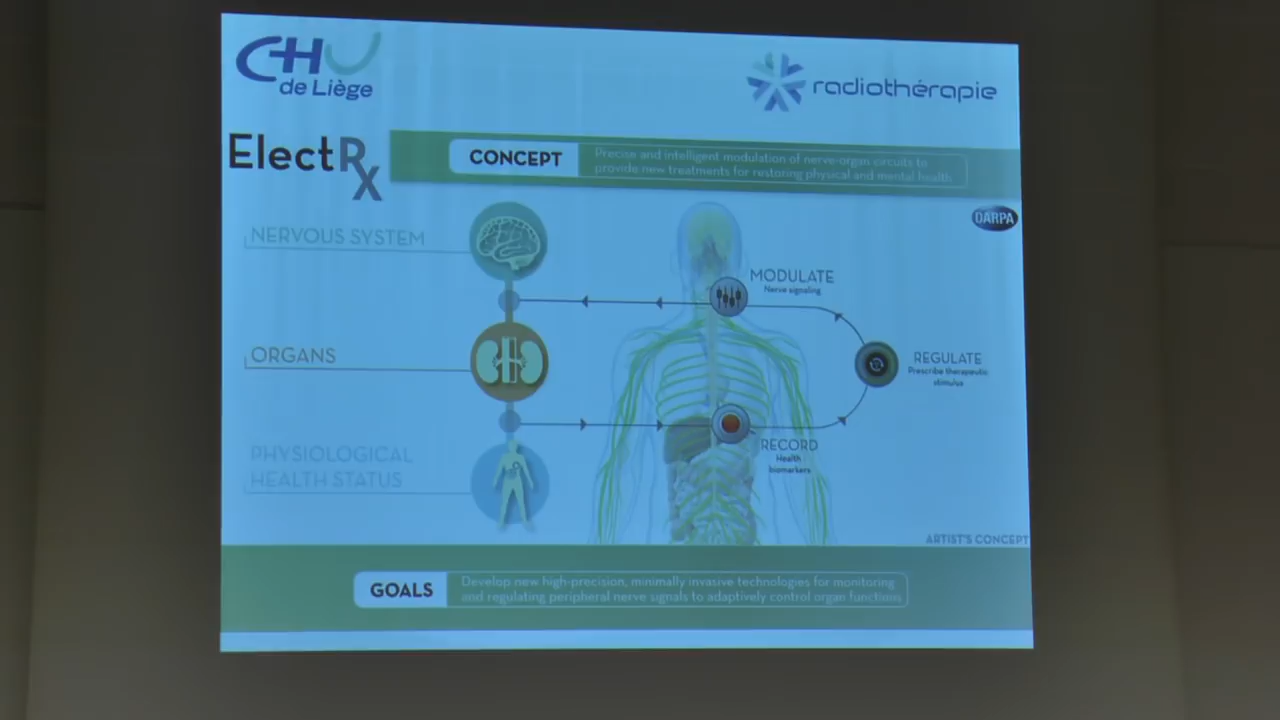 CHU
de Liège
radiothérapie
ElectRx
CONCEPT
Precise and intelligent modulation of nerve-organ circuits to
provide new treatments for restoring physical and mental health
DARPA
NERVOUS SYSTEM
MODULATE
Nerve signaling
ORGANS
REGULATE
Prescribe therapeutic
stimulus
RECORD
Health
biomarkers
PHYSIOLOGICAL
HEALTH STATUS
ARTIST'S CONCEPT
GOALS
Develop new high-precision, minimally invasive technologies for monitoring
and regulating peripheral nerve signals to adaptively control organ functions